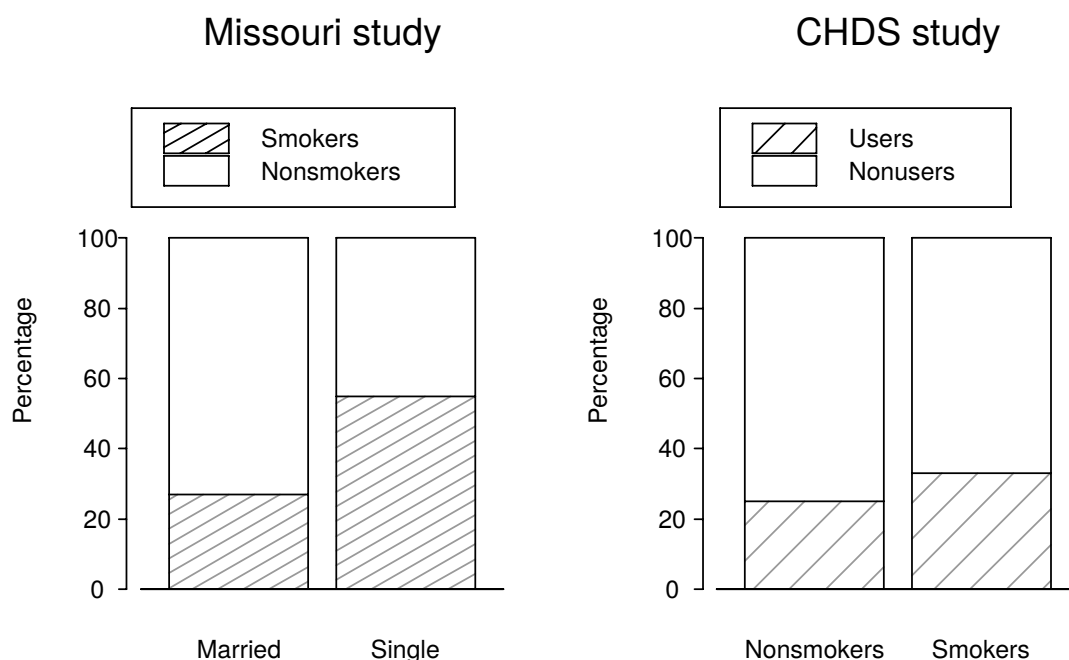 Missouri study
Smokers
Nonsmokers
Percentage
100
80
60
40
20
0
Married
Single
CHDS study
Users
Nonusers
Percentage
100
80
60
40
20
0
Nonsmokers
Smokers